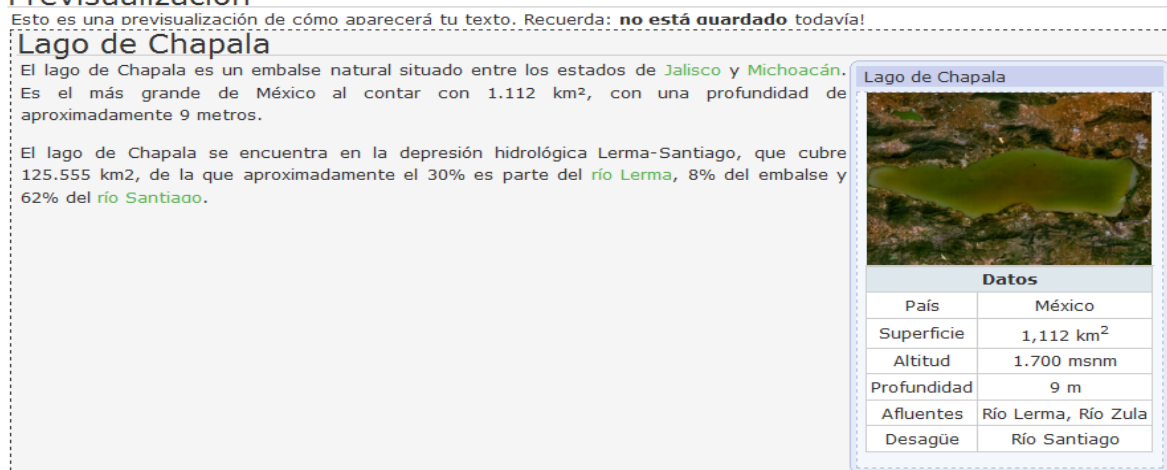 Previsualización
Esto es una previsualización de cómo aparecerá tu texto. Recuerda: no está guardado todavía!
Lago de Chapala
El lago de Chapala es un embalse natural situado entre los estados de Jalisco y Michoacán.
Es el más grande de México al contar con 1.112 km², con una profundidad de
aproximadamente 9 metros.
El lago de Chapala se encuentra en la depresión hidrológica Lerma-Santiago, que cubre
125.555 km2, de la que aproximadamente el 30% es parte del río Lerma, 8% del embalse y
62% del río Santiago.
Lago de Chapala
Datos
País México
Superficie 1,112 km²
Altitud 1.700 msnm
Profundidad 9 m
Afluentes Río Lerma, Río Zula
Desagüe Río Santiago